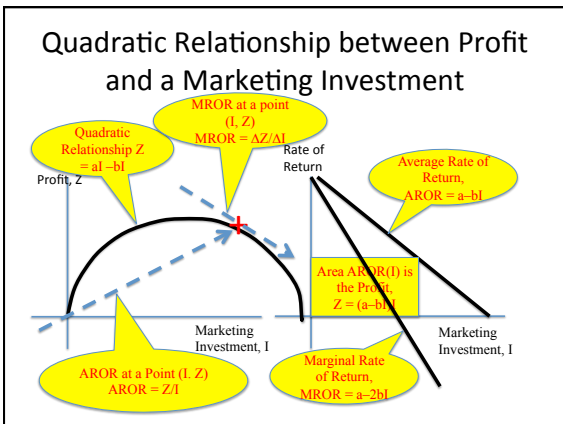 Quadratic Relationship between Profit
and a Marketing Investment
Quadratic
Relationship Z
= aI –bI
Profit, Z
MROR at a point
(I, Z)
MROR = ΔZ/ΔI
Rate of
Return
Average Rate of
Return,
AROR = a–bI
Area AROR(I) is
the Profit,
Z = (a–bI)I
Marketing
Investment, I
Marketing
Investment, I
AROR at a Point (I. Z)
AROR = Z/I
Marginal Rate
of Return,
MROR = a–2bI